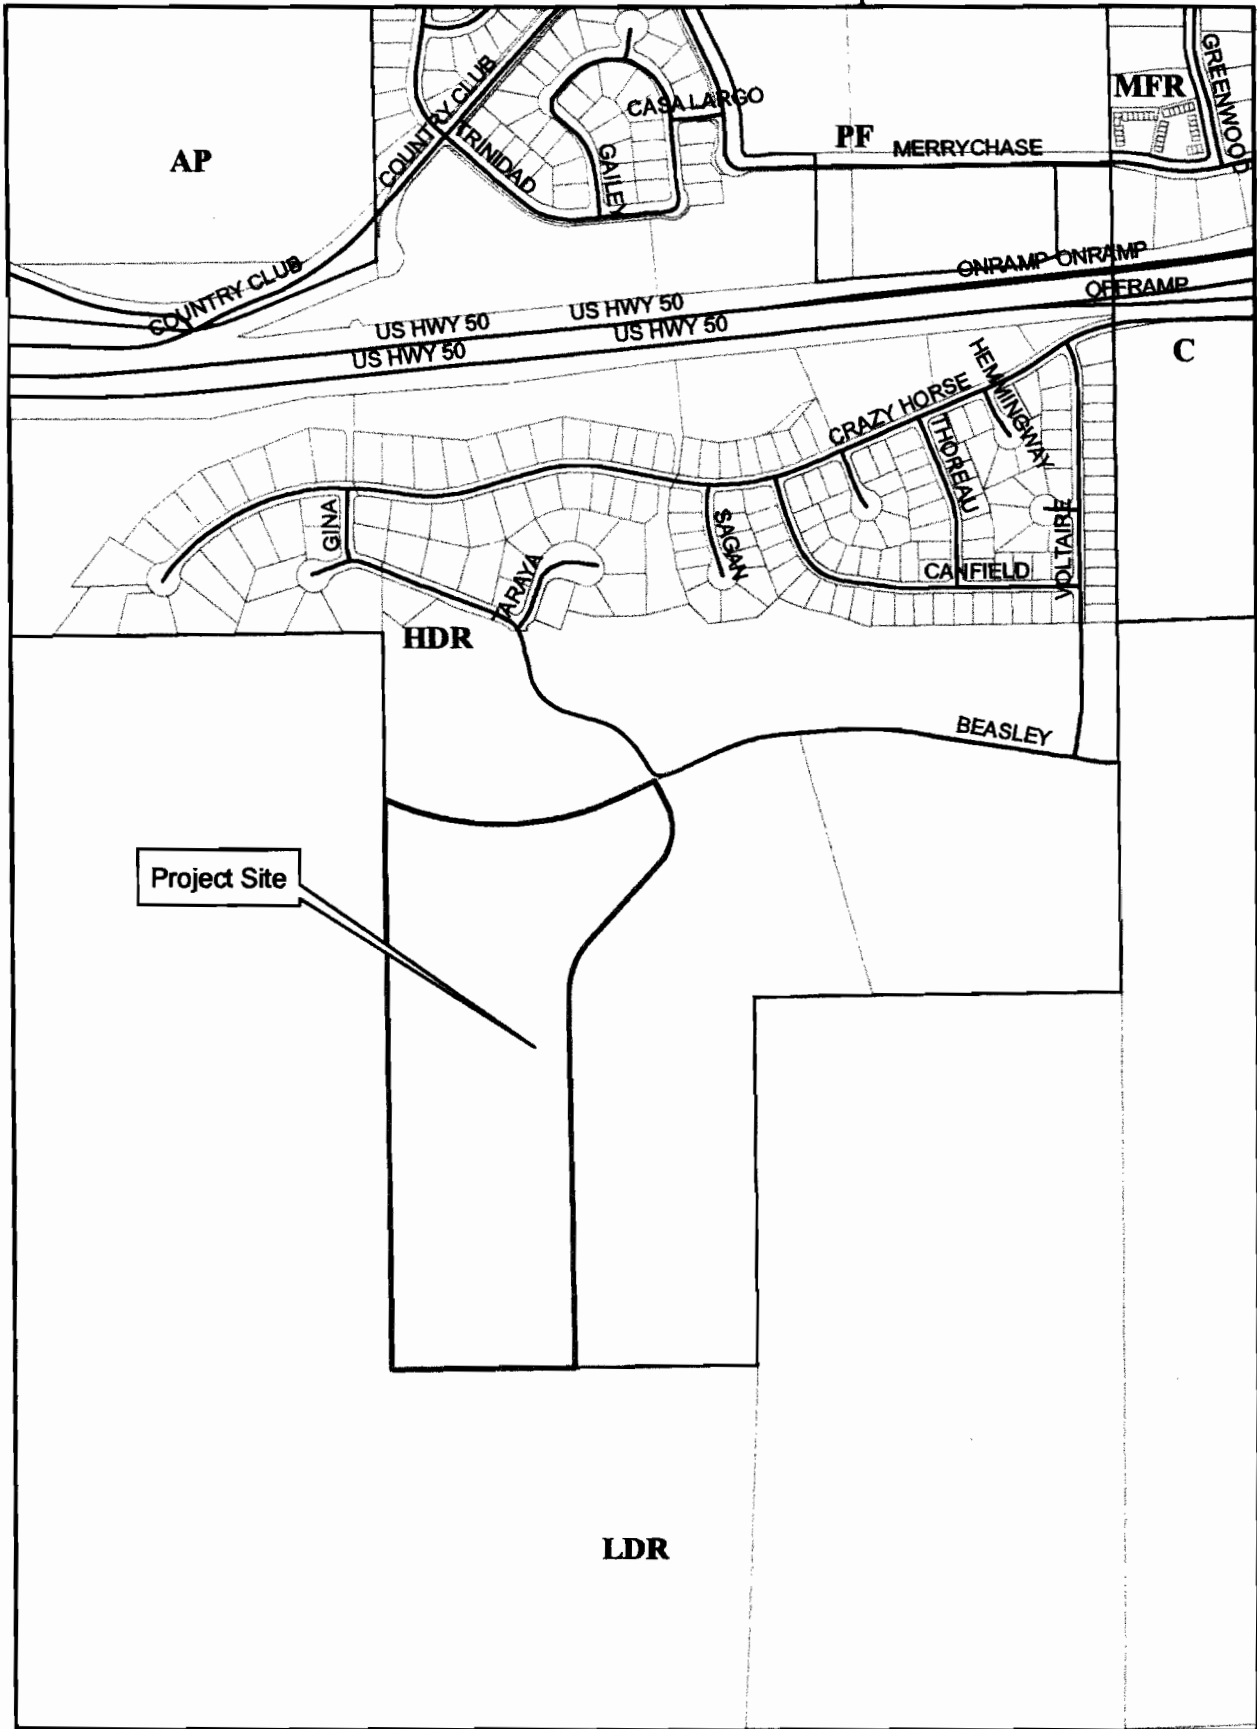 GREENWOOD
COUNTRY CLUB
MFR
CASA LARGO
AP
TRINIDAD
GAILEY
PF
MERRYCHASE
COUNTRY CLUB
ONRAMP ONRAMP
OFFRAMP
US HWY 50
US HWY 50
US HWY 50
US HWY 50
C
HEMMINGWAY
CRAZY HORSE
THOREAU
GINA
SAGAN
VOLTAIRE
TARAYA
CANFIELD
HDR
BEASLEY
Project Site
LDR